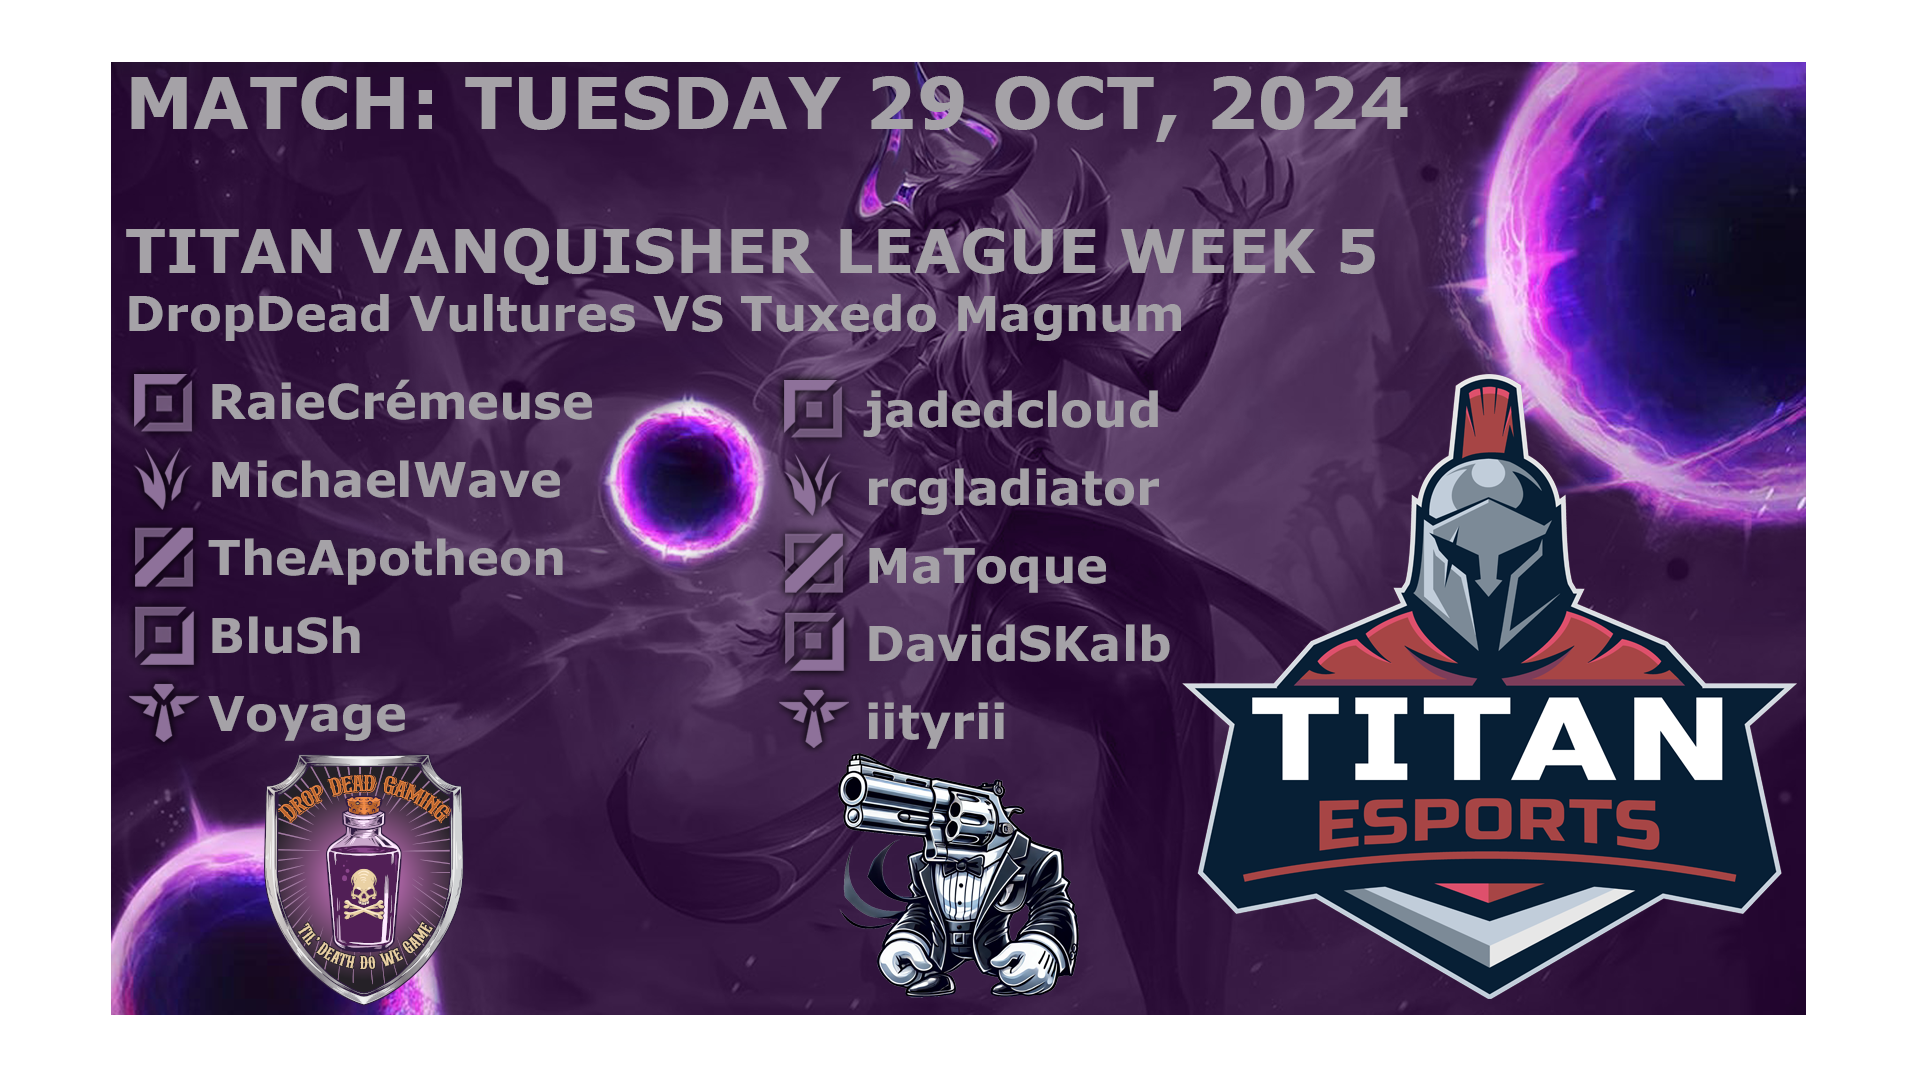 MATCH: TUESDAY 29 OCT, 2024
TITAN VANQUISHER LEAGUE WEEK 5
DropDead Vultures VS Tuxedo Magnum
RaieCrémeuse
MichaelWave
TheApotheon
BluSh
Voyage
jadedcloud
rcgladiator
MaToque
DavidSKalb
iityrii
DROP DEAD GAMING
TIL' DEATH DO WE GAME
TITAN
ESPORTS